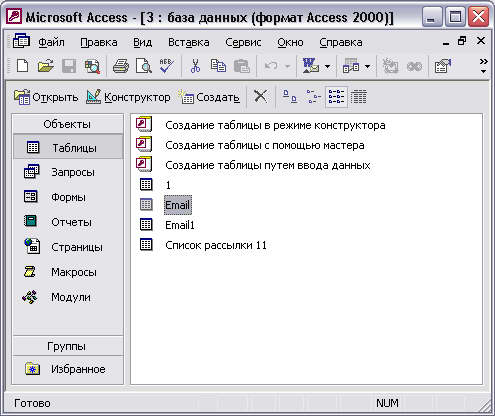 Microsoft Access - [3 : база данных (формат Access 2000)]
Файл Правка Вид Вставка Сервис Окно Справка
Открыть Конструктор Создать
Объекты
Таблицы
Запросы
Формы
Отчеты
Страницы
Макросы
Модули
Группы
Избранное
Создание таблицы в режиме конструктора
Создание таблицы с помощью мастера
Создание таблицы путем ввода данных
1
Email
Email1
Список рассылки 11
Готово NUM